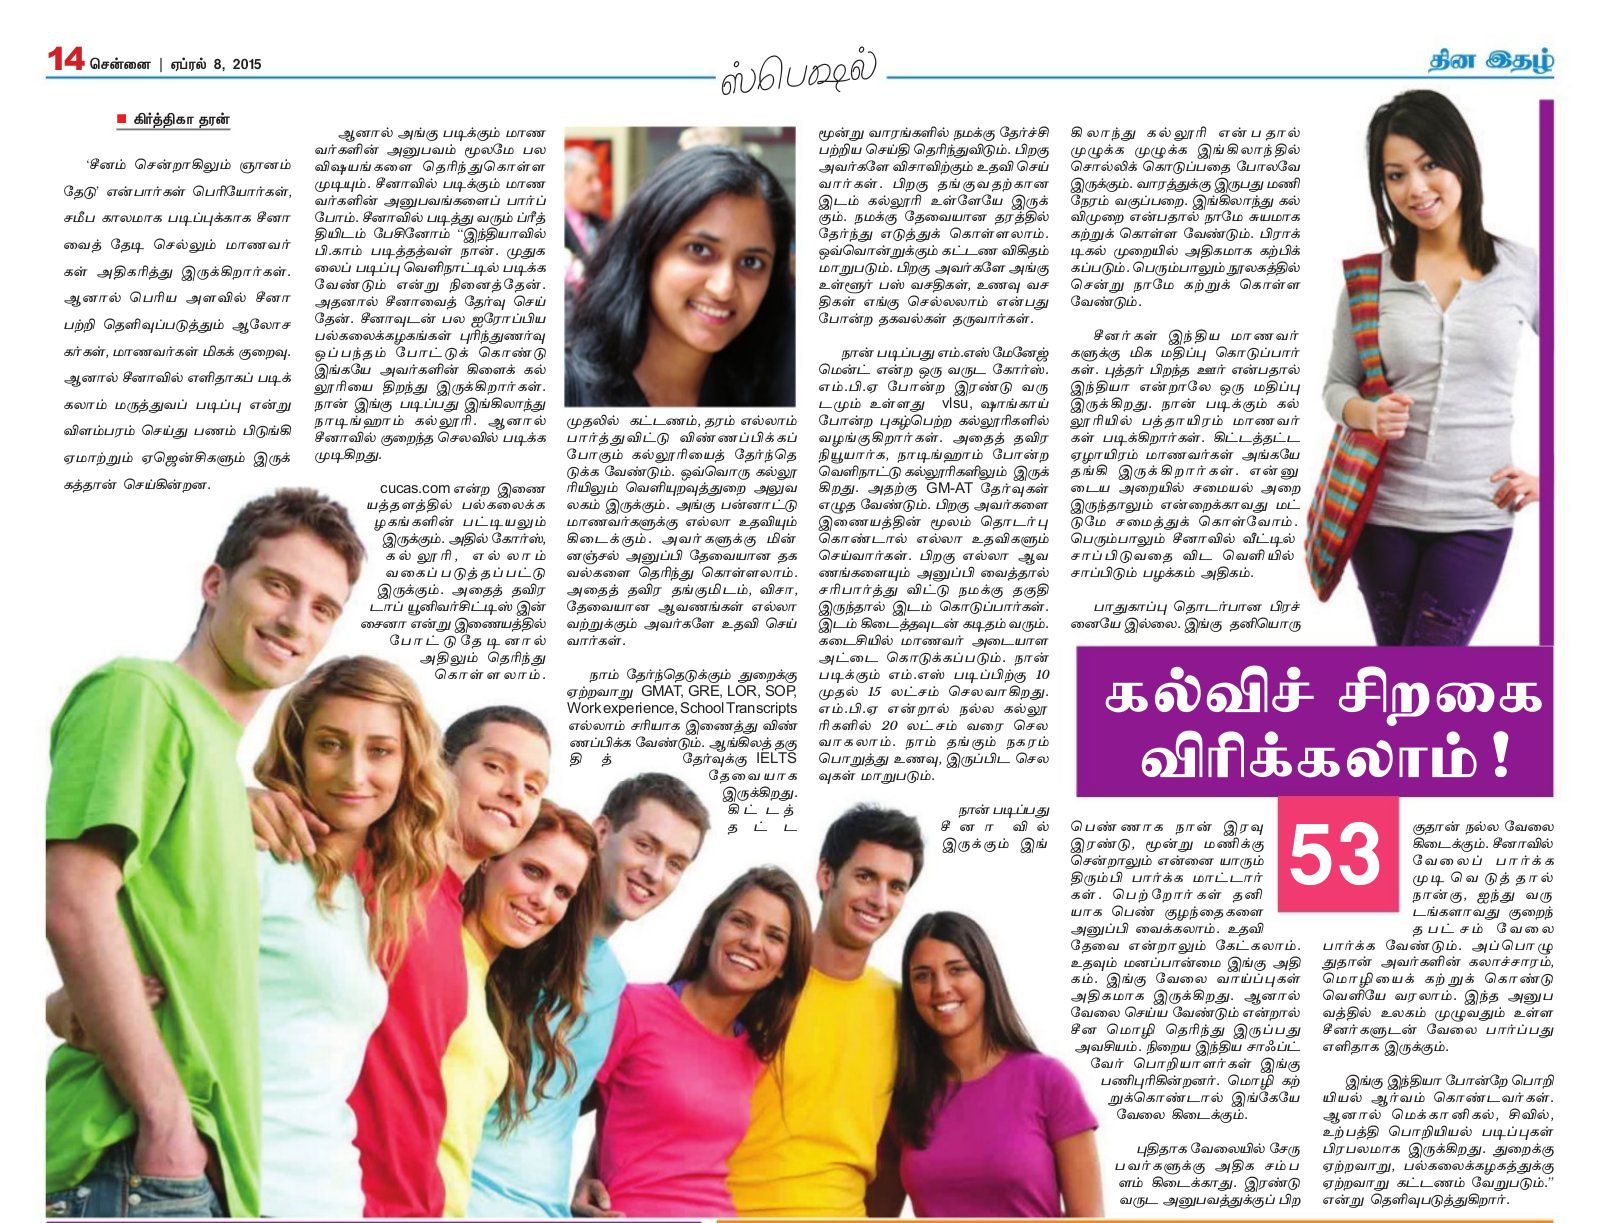 14 சென்னை | ஏப்ரல் 8, 2015
ஸ்பெஷல்
தின இதழ்
கிர்த்திகா தரன்
‘சீனம் சென்றாகிலும் ஞானம்
தேடு’ என்பார்கள் பெரியோர்கள்,
சமீப காலமாக படிப்புக்காக சீனா
வைத் தேடி செல்லும் மாணவர்
கள் அதிகரித்து இருக்கிறார்கள்.
ஆனால் பெரிய அளவில் சீனா
பற்றி தெளிவுப்படுத்தும் ஆலோச
கர்கள், மாணவர்கள் மிகக் குறைவு.
ஆனால் சீனாவில் எளிதாகப் படிக்
கலாம் மருத்துவப் படிப்பு என்று
விளம்பரம் செய்து பணம் பிடுங்கி
ஏமாற்றும் ஏஜென்சிகளும் இருக்
கத்தான் செய்கின்றன.
ஆனால் அங்கு படிக்கும் மாண
வர்களின் அனுபவம் மூலமே பல
விஷயங்களை தெரிந்துகொள்ள
முடியும். சீனாவில் படிக்கும் மாண
வர்களின் அனுபவங்களைப் பார்ப்
போம். சீனாவில் படித்து வரும் ப்ரீத்
தியிடம் பேசினோம் “இந்தியாவில்
பி.காம் படித்தத்வள் நான். முதுக
லைப் படிப்பு வெளிநாட்டில் படிக்க
வேண்டும் என்று நினைத்தேன்.
அதனால் சீனாவைத் தேர்வு செய்
தேன். சீனாவுடன் பல ஐரோப்பிய
பல்கலைக்கழகங்கள் புரிந்துணர்வு
ஒப்பந்தம் போட்டுக் கொண்டு
இங்கயே அவர்களின் கிளைக் கல்
லூரியை திறந்து இருக்கிறார்கள்.
நான் இங்கு படிப்பது இங்கிலாந்து
நாடிங்ஹாம் கல்லூரி. ஆனால்
சீனாவில் குறைந்த செலவில் படிக்க
முடிகிறது.
cucas.com என்ற இணை
யத்தளத்தில் பல்கலைக்க
ழகங்களின் பட்டியலும்
இருக்கும். அதில் கோர்ஸ்,
கல்லூரி, எல்லாம்
வகைப்படுத்தப்பட்டு
இருக்கும். அதைத் தவிர
டாப் யூனிவர்சிட்டிஸ் இன்
சைனா என்று இணையத்தில்
போட்டுதேடினால்
அதிலும் தெரிந்து
கொள்ளலாம்.
முதலில் கட்டணம், தரம் எல்லாம்
பார்த்துவிட்டு விண்ணப்பிக்கப்
போகும் கல்லூரியைத் தேர்ந்தெ
டுக்க வேண்டும். ஒவ்வொரு கல்லூ
ரியிலும் வெளியுறவுத்துறை அலுவ
லகம் இருக்கும். அங்கு பன்னாட்டு
மாணவர்களுக்கு எல்லா உதவியும்
கிடைக்கும். அவர்களுக்கு மின்
னஞ்சல் அனுப்பி தேவையான தக
வல்களை தெரிந்து கொள்ளலாம்.
அதைத் தவிர தங்குமிடம், விசா,
தேவையான ஆவணங்கள் எல்லா
வற்றுக்கும் அவர்களே உதவி செய்
வார்கள்.
நாம் தேர்ந்தெடுக்கும் துறைக்கு
ஏற்றவாறு GMAT, GRE, LOR, SOP,
Work experience, School Transcripts
எல்லாம் சரியாக இணைத்து விண்
ணப்பிக்க வேண்டும். ஆங்கிலத் தகு
தித் தேர்வுக்கு IELTS
தேவையாக
இருக்கிறது.
கிட்டத்
தட்ட
மூன்று வாரங்களில் நமக்கு தேர்ச்சி
பற்றிய செய்தி தெரிந்துவிடும். பிறகு
அவர்களே விசாவிற்கும் உதவி செய்
வார்கள். பிறகு தங்குவதற்கான
இடம் கல்லூரி உள்ளேயே இருக்
கும். நமக்கு தேவையான தரத்தில்
தேர்ந்து எடுத்துக் கொள்ளலாம்.
ஒவ்வொன்றுக்கும் கட்டண விகிதம்
மாறுபடும். பிறகு அவர்களே அங்கு
உள்ளூர் பஸ் வசதிகள், உணவு வச
திகள் எங்கு செல்லலாம் என்பது
போன்ற தகவல்கள் தருவார்கள்.
நான் படிப்பது எம்.எஸ் மேனேஜ்
மென்ட் என்ற ஒரு வருட கோர்ஸ்.
எம்.பி.ஏ போன்ற இரண்டு வரு
டமும் உள்ளது vlsu, ஷாங்காய்
போன்ற புகழ்பெற்ற கல்லூரிகளில்
வழங்குகிறார்கள். அதைத் தவிர
நியூயார்க, நாடிங்ஹாம் போன்ற
வெளிநாட்டு கல்லூரிகளிலும் இருக்
கிறது. அதற்கு GM-AT தேர்வுகள்
எழுத வேண்டும். பிறகு அவர்களை
இணையத்தின் மூலம் தொடர்பு
கொண்டால் எல்லா உதவிகளும்
செய்வார்கள். பிறகு எல்லா ஆவ
ணங்களையும் அனுப்பி வைத்தால்
சரிபார்த்து விட்டு நமக்கு தகுதி
இருந்தால் இடம் கொடுப்பார்கள்.
இடம் கிடைத்தவுடன் கடிதம் வரும்.
கடைசியில் மாணவர் அடையாள
அட்டை கொடுக்கப்படும். நான்
படிக்கும் எம்.எஸ் படிப்பிற்கு 10
முதல் 15 லட்சம் செலவாகிறது.
எம்.பி.ஏ என்றால் நல்ல கல்லூ
ரிகளில் 20 லட்சம் வரை செல
வாகலாம். நாம் தங்கும் நகரம்
பொறுத்து உணவு, இருப்பிட செல
வுகள் மாறுபடும்.
நான் படிப்பது
சீனாவில்
இருக்கும் இங்
கிலாந்து கல்லூரி என்பதால்
முழுக்க முழுக்க இங்கிலாந்தில்
சொல்லிக் கொடுப்பதை போலவே
இருக்கும். வாரத்துக்கு இருபது மணி
நேரம் வகுப்பறை. இங்கிலாந்து கல்
விமுறை என்பதால் நாமே சுயமாக
கற்றுக் கொள்ள வேண்டும். பிராக்
டிகல் முறையில் அதிகமாக கற்பிக்
கப்படும். பெரும்பாலும் நூலகத்தில்
சென்று நாமே கற்றுக் கொள்ள
வேண்டும்.
சீனர்கள் இந்திய மாணவர்
களுக்கு மிக மதிப்பு கொடுப்பார்
கள். புத்தர் பிறந்த ஊர் என்பதால்
இந்தியா என்றாலே ஒரு மதிப்பு
இருக்கிறது. நான் படிக்கும் கல்
லூரியில் பத்தாயிரம் மாணவர்
கள் படிக்கிறார்கள். கிட்டத்தட்ட
ஏழாயிரம் மாணவர்கள் அங்கயே
தங்கி இருக்கிறார்கள். என்னு
டைய அறையில் சமையல் அறை
இருந்தாலும் என்றைக்காவது மட்
டுமே சமைத்துக் கொள்வோம்.
பெரும்பாலும் சீனாவில் வீட்டில்
சாப்பிடுவதை விட வெளியில்
சாப்பிடும் பழக்கம் அதிகம்.
பாதுகாப்பு தொடர்பான பிரச்
னையே இல்லை. இங்கு தனியொரு
கல்விச் சிறகை
விரிக்கலாம்!
53
பெண்ணாக நான் இரவு
இரண்டு, மூன்று மணிக்கு
சென்றாலும் என்னை யாரும்
திரும்பி பார்க்க மாட்டார்
கள். பெற்றோர்கள் தனி
யாக பெண் குழந்தைகளை
அனுப்பி வைக்கலாம். உதவி
தேவை என்றாலும் கேட்கலாம்.
உதவும் மனப்பான்மை இங்கு அதி
கம். இங்கு வேலை வாய்ப்புகள்
அதிகமாக இருக்கிறது. ஆனால்
வேலை செய்ய வேண்டும் என்றால்
சீன மொழி தெரிந்து இருப்பது
அவசியம். நிறைய இந்திய சாஃப்ட்
வேர் பொறியாளர்கள் இங்கு
பணிபுரிகின்றனர். மொழி கற்
றுக்கொண்டால் இங்கேயே
வேலை கிடைக்கும்.
புதிதாக வேலையில் சேரு
பவர்களுக்கு அதிக சம்ப
ளம் கிடைக்காது. இரண்டு
வருட அனுபவத்துக்குப் பிற
குதான் நல்ல வேலை
கிடைக்கும். சீனாவில்
வேலைப் பார்க்க
முடிவெடுத்தால்
நான்கு, ஐந்து வரு
டங்களாவது குறைந்
தபட்சம் வேலை
பார்க்க வேண்டும். அப்பொழு
துதான் அவர்களின் கலாச்சாரம்,
மொழியைக் கற்றுக் கொண்டு
வெளியே வரலாம். இந்த அனுப
வத்தில் உலகம் முழுவதும் உள்ள
சீனர்களுடன் வேலை பார்ப்பது
எளிதாக இருக்கும்.
இங்கு இந்தியா போன்றே பொறி
யியல் ஆர்வம் கொண்டவர்கள்.
ஆனால் மெக்கானிகல், சிவில்,
உற்பத்தி பொறியியல் படிப்புகள்
பிரபலமாக இருக்கிறது. துறைக்கு
ஏற்றவாறு, பல்கலைக்கழகத்துக்கு
ஏற்றவாறு கட்டணம் வேறுபடும்.”
என்று தெளிவுபடுத்துகிறார்.